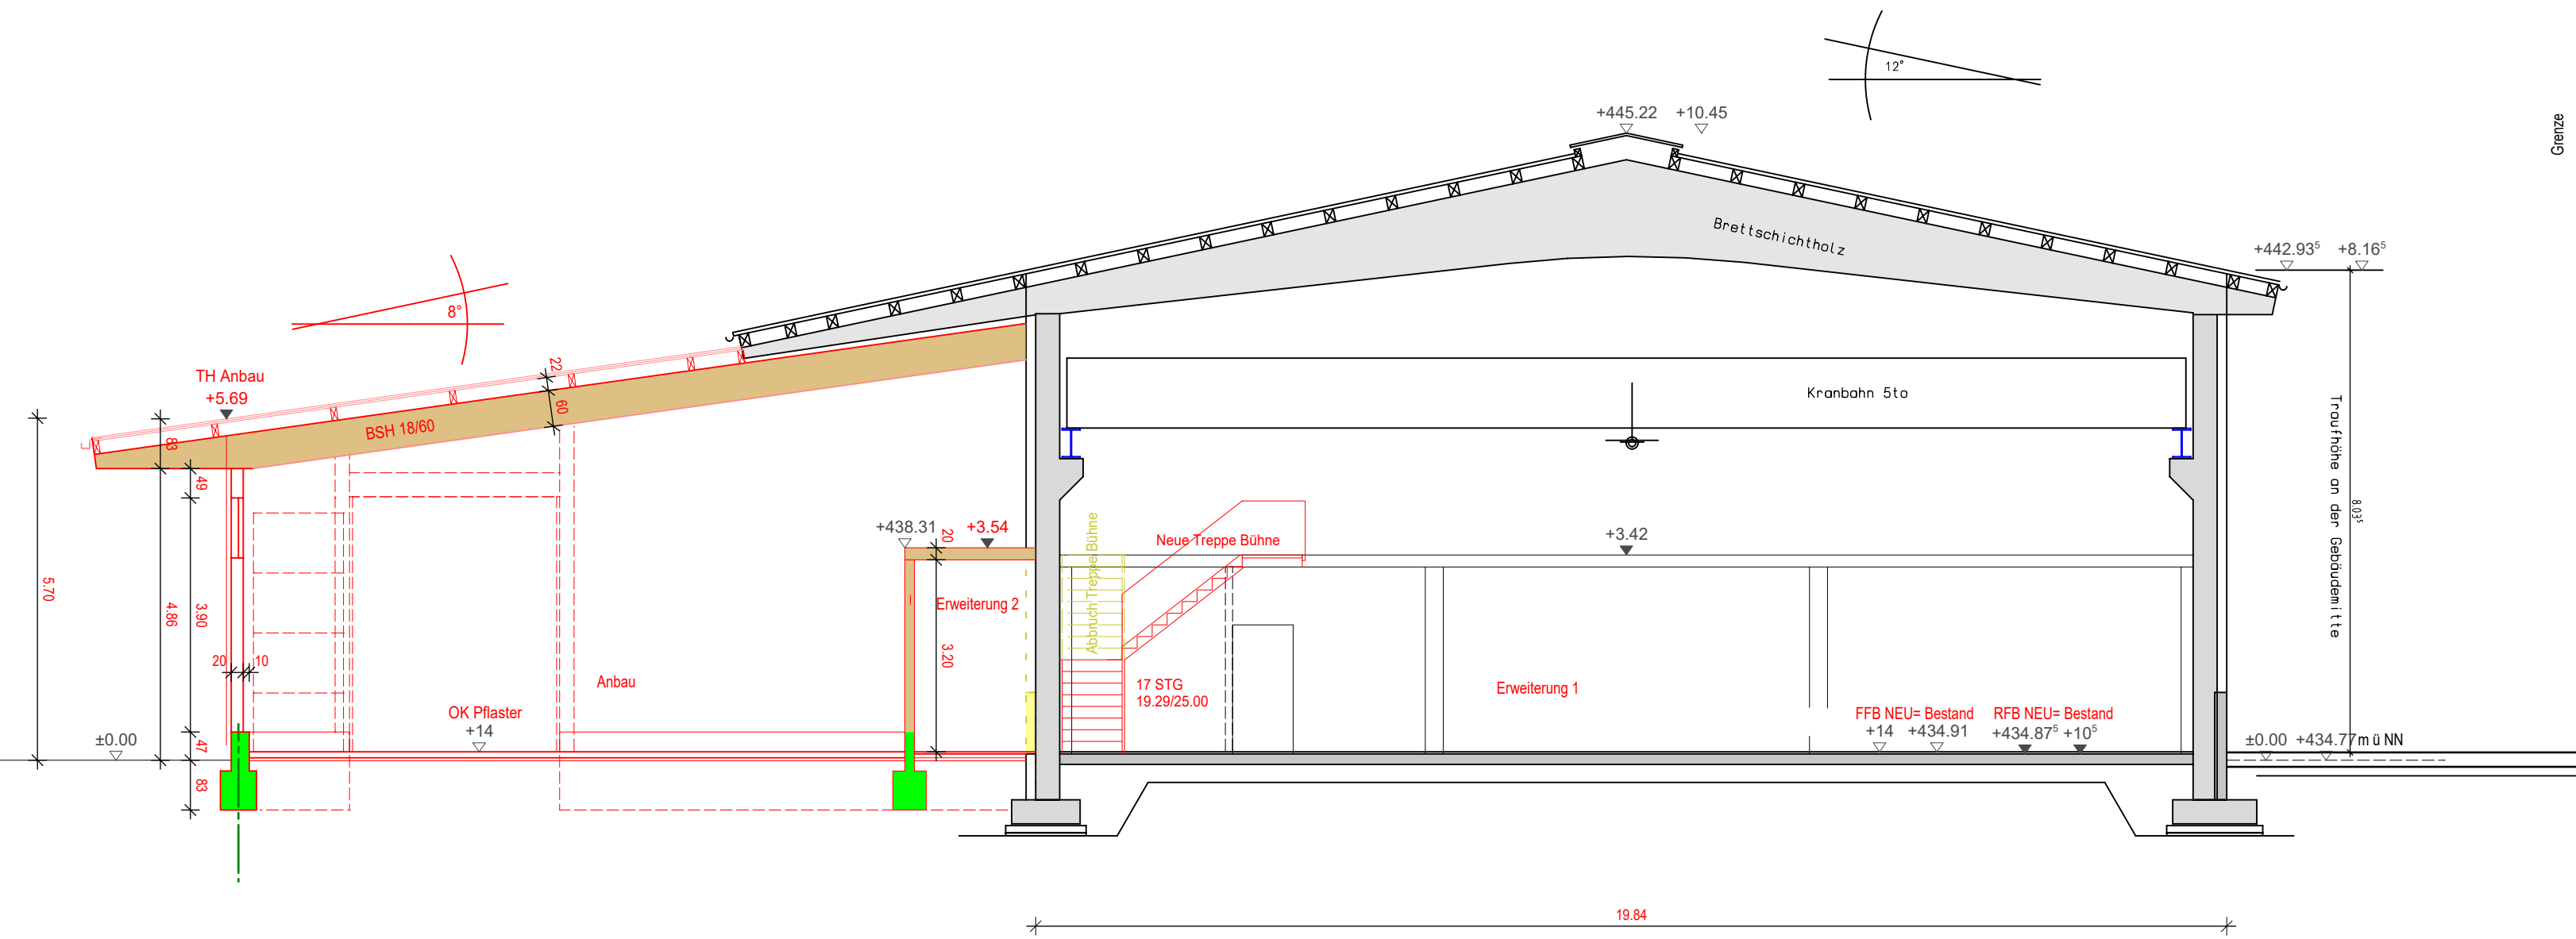 12°
Grenze
+445.22 +10.45
Brettschichtholz
+442.93⁵ +8.16⁵
8°
TH Anbau
+5.69
22
60
BSH 18/60
83
49
5.70
4.86
3.90
20
10
47
83
±0.00
OK Pflaster
+14
Anbau
+438.31
+3.54
20
Erweiterung 2
3.20
Abbruch Treppe Bühne
Neue Treppe Bühne
17 STG
19.29/25.00
Kranbahn 5to
+3.42
Erweiterung 1
FFB NEU= Bestand
+14 +434.91
RFB NEU= Bestand
+434.87⁵ +10⁵
Traufhöhe an der Gebäudemitte
8.03⁵
±0.00 +434.77 m ü NN
19.84